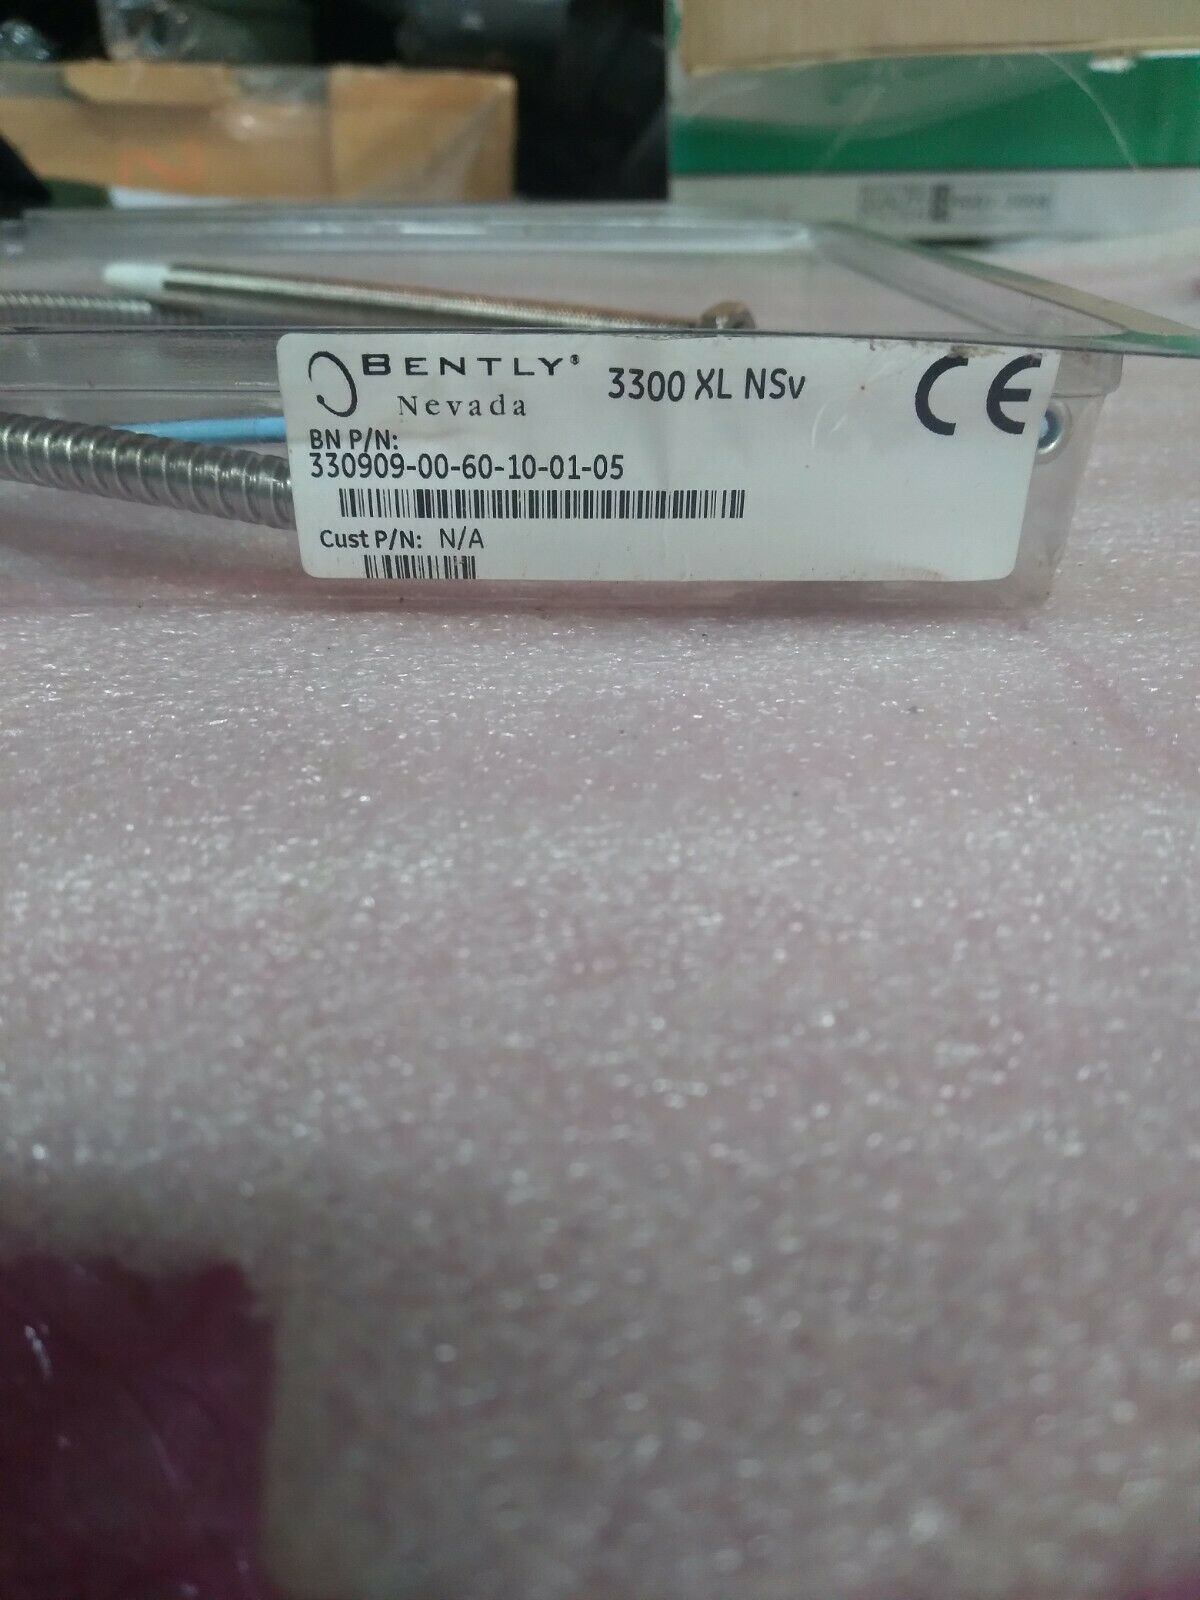 BENTLY®
Nevada
3300 XL NSv
CE
BN P/N:
330909-00-60-10-01-05
Cust P/N: N/A